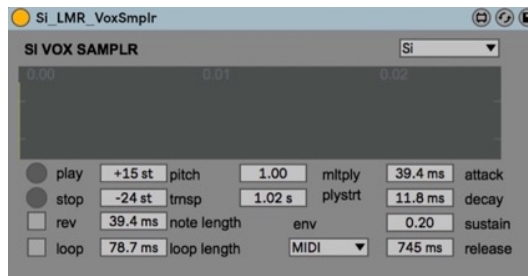 Si_LMR_VoxSmplr
SI VOX SAMPLR Si
0.00 0.01 0.02
play +15 st pitch 1.00 mltply 39.4 ms attack
stop -24 st trnsp 1.02 s plystrt 11.8 ms decay
rev 39.4 ms note length env 0.20 sustain
loop 78.7 ms loop length MIDI 745 ms release